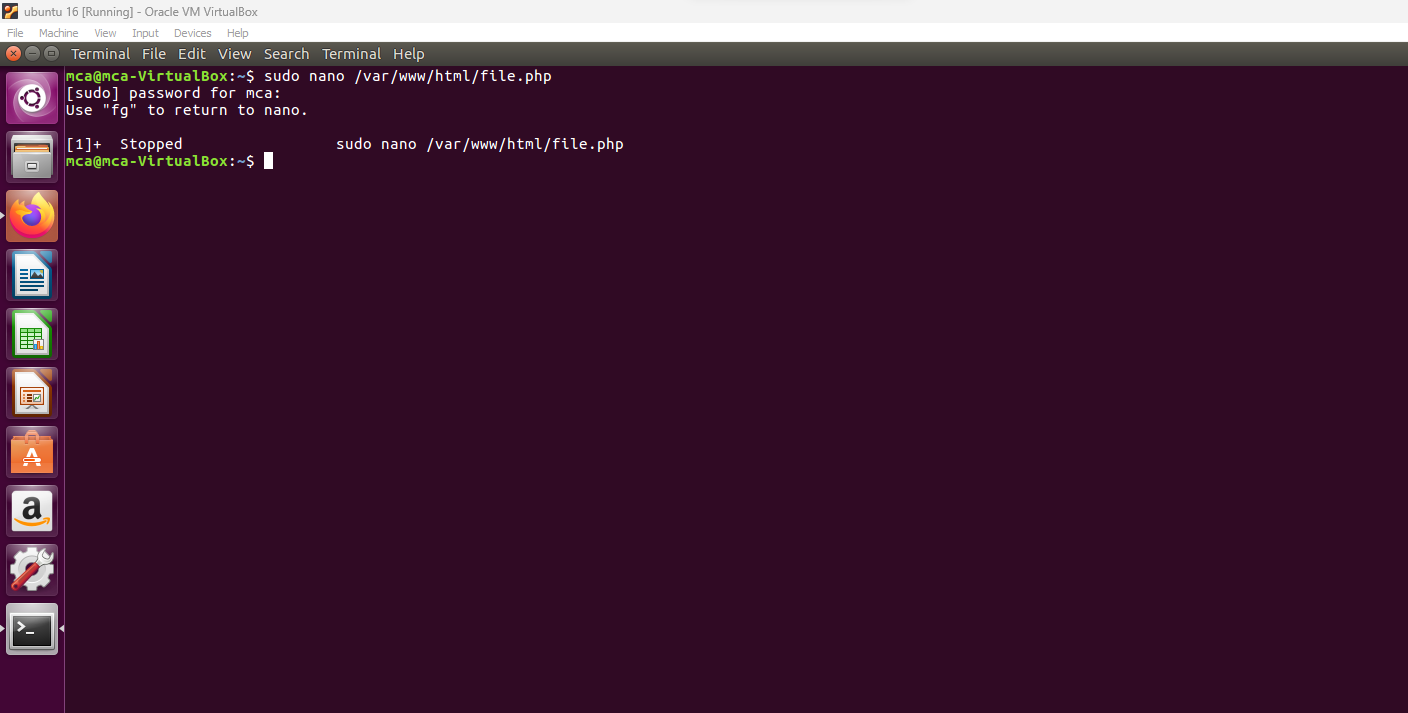 ubuntu 16 [Running] - Oracle VM VirtualBox
File Machine View Input Devices Help
Terminal File Edit View Search Terminal Help
mca@mca-VirtualBox:~$ sudo nano /var/www/html/file.php
[sudo] password for mca:
Use "fg" to return to nano.
[1]+  Stopped                 sudo nano /var/www/html/file.php
mca@mca-VirtualBox:~$